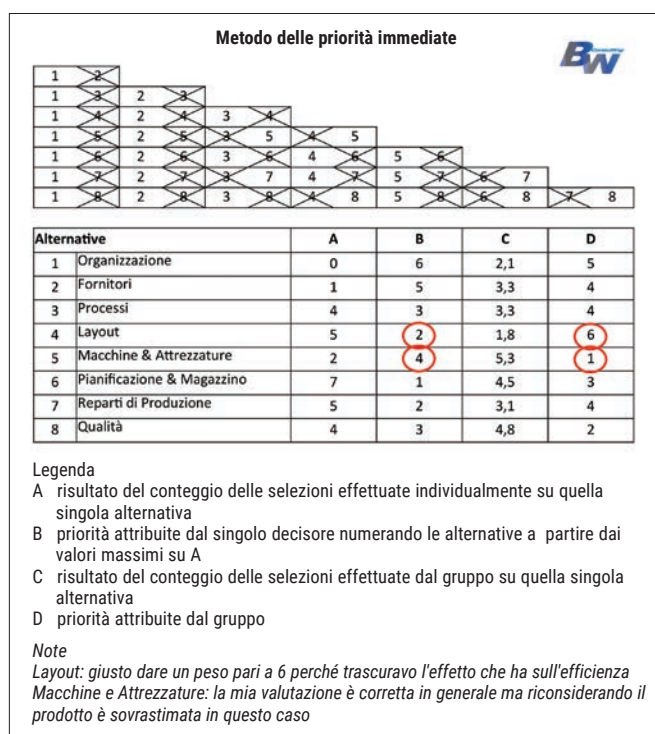 Metodo delle priorità immediate
BW
1 2
1 3 2 3
1 4 2 4 3 4
1 5 2 5 3 5 4 5
1 6 2 6 3 6 4 6 5 6
1 7 2 7 3 7 4 7 5 7 6 7
1 8 2 8 3 8 4 8 5 8 6 8 7 8
Alternative A B C D
1 Organizzazione 0 6 2,1 5
2 Fornitori 1 5 3,3 4
3 Processi 4 3 3,3 4
4 Layout 5 2 1,8 6
5 Macchine & Attrezzature 2 4 5,3 1
6 Pianificazione & Magazzino 7 1 4,5 3
7 Reparti di Produzione 5 2 3,1 4
8 Qualità 4 3 4,8 2
Legenda
A risultato del conteggio delle selezioni effettuate individualmente su quella
singola alternativa
B priorità attribuite dal singolo decisore numerando le alternative a partire dai
valori massimi su A
C risultato del conteggio delle selezioni effettuate dal gruppo su quella singola
alternativa
D priorità attribuite dal gruppo
Note
Layout: giusto dare un peso pari a 6 perché trascuravo l'effetto che ha sull'efficienza
Macchine e Attrezzature: la mia valutazione è corretta in generale ma riconsiderando il
prodotto è sovrastimata in questo caso